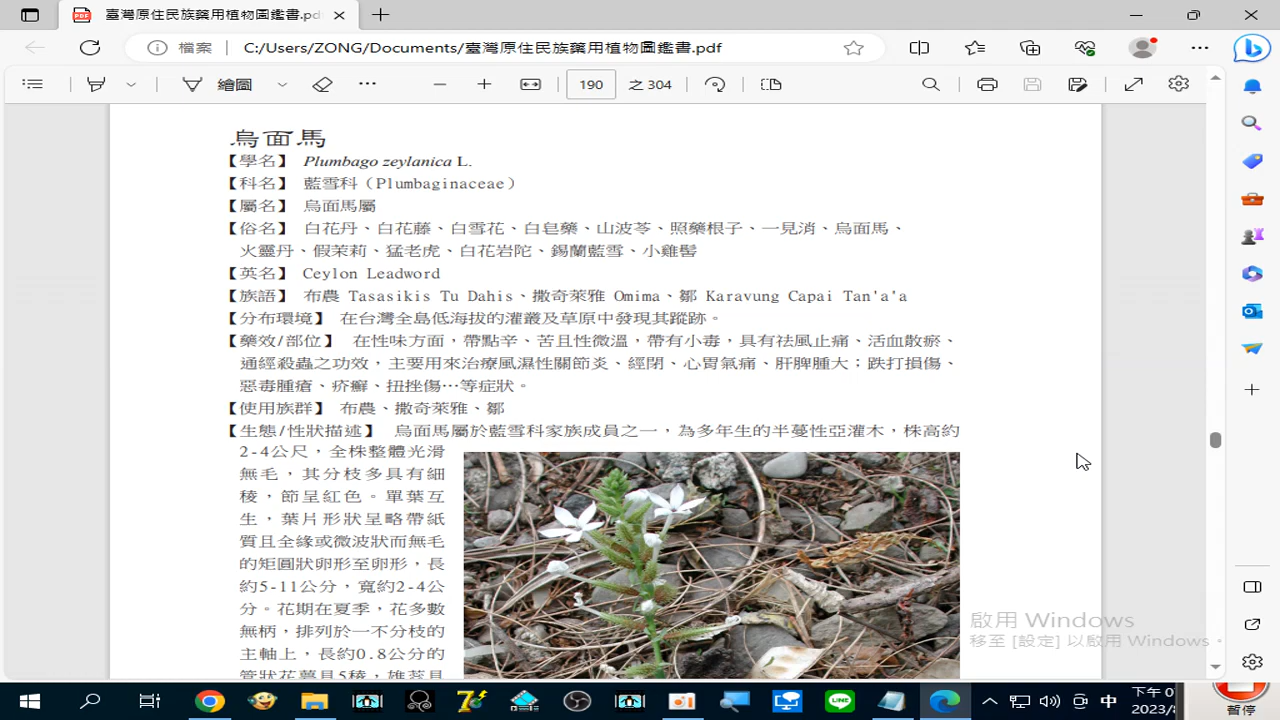 臺灣原住民族藥用植物圖鑑書.pdf
檔案 C:/Users/ZONG/Documents/臺灣原住民族藥用植物圖鑑書.pdf
繪圖 190 之 304
烏面馬
【學名】 Plumbago zeylanica L.
【科名】 藍雪科（Plumbaginaceae）
【屬名】 烏面馬屬
【俗名】 白花丹、白花藤、白雪花、白皂藥、山波苓、照藥根子、一見消、烏面馬、
火靈丹、假茉莉、猛老虎、白花岩陀、錫蘭藍雪、小雞髻
【英名】 Ceylon Leadword
【族語】 布農 Tasasikis Tu Dahis、撒奇萊雅 Omima、鄒 Karavung Capai Tan'a'a
【分布環境】 在台灣全島低海拔的灌叢及草原中發現其蹤跡。
【藥效/部位】 在性味方面，帶點辛、苦且性微溫，帶有小毒，具有祛風止痛、活血散瘀、
通經殺蟲之功效，主要用來治療風濕性關節炎、經閉、心胃氣痛、肝脾腫大；跌打損傷、
惡毒腫瘡、疥癬、扭挫傷…等症狀。
【使用族群】 布農、撒奇萊雅、鄒
【生態/性狀描述】 烏面馬屬於藍雪科家族成員之一，為多年生的半蔓性亞灌木，株高約
2-4公尺，全株整體光滑
無毛，其分枝多具有細
稜，節呈紅色。單葉互
生，葉片形狀呈略帶紙
質且全緣或微波狀而無毛
的矩圓狀卵形至卵形，長
約5-11公分，寬約2-4公
分。花期在夏季，花多數
無柄，排列於一不分枝的
主軸上，長約0.8公分的
管狀花萼具5稜，雄蕊具
啟用 Windows
移至 [設定] 以啟用 Windows。
中 下午 0
2023/8
暫停